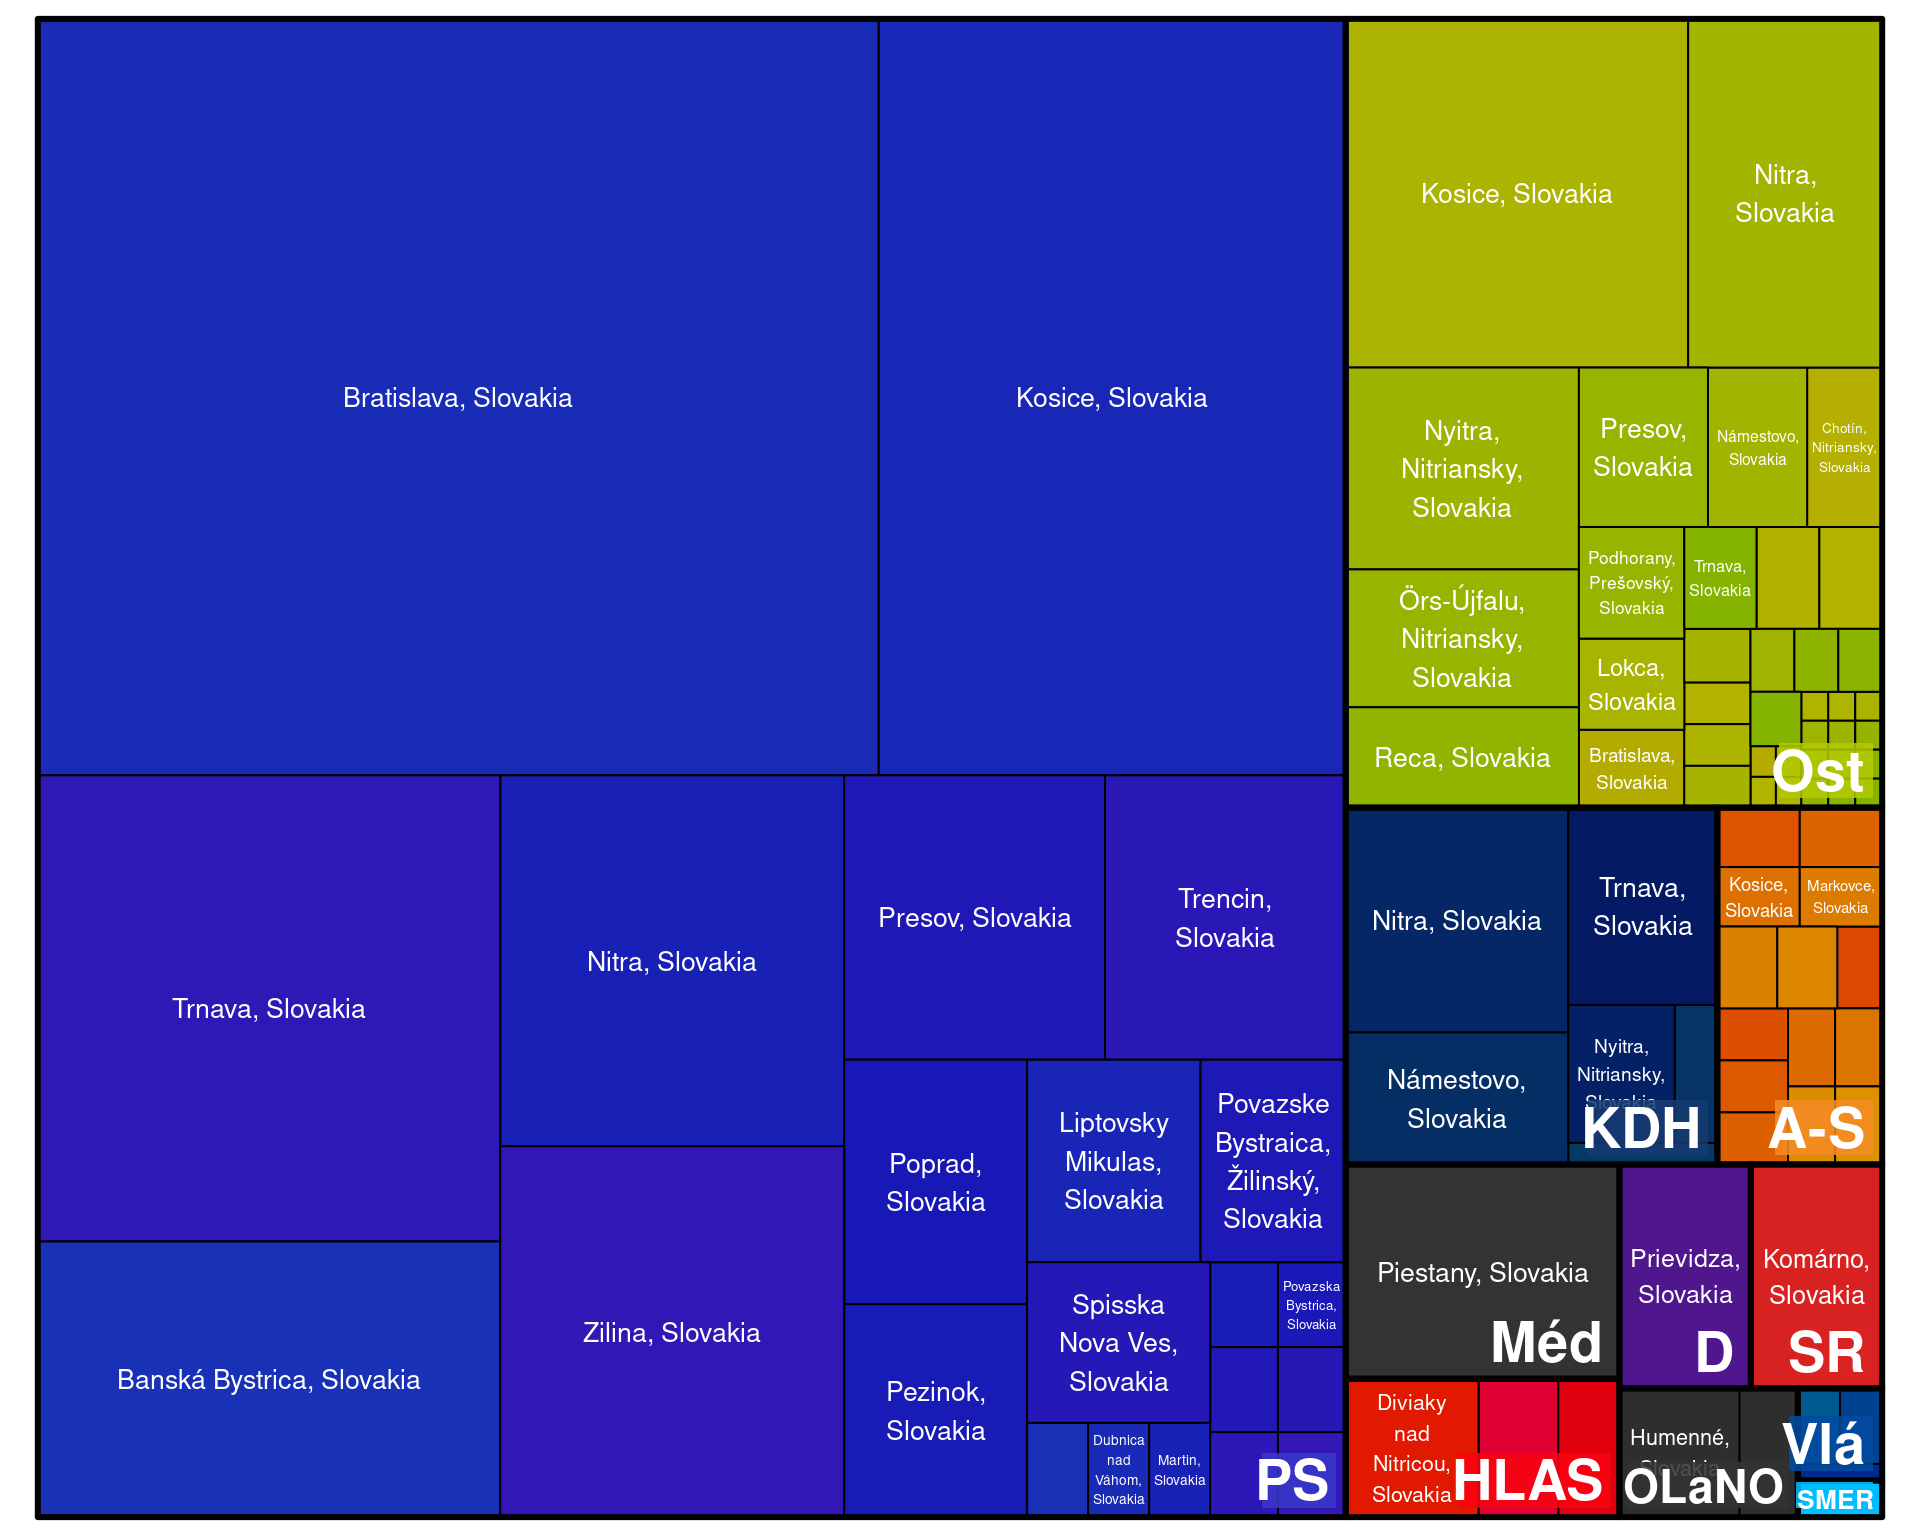 Bratislava, Slovakia
Kosice, Slovakia
Trnava, Slovakia
Banská Bystrica, Slovakia
Nitra, Slovakia
Zilina, Slovakia
Presov, Slovakia
Trencin,
Slovakia
Poprad,
Slovakia
Pezinok,
Slovakia
Liptovsky
Mikulas,
Slovakia
Povazske
Bystraica,
Žilinský,
Slovakia
Spisska
Nova Ves,
Slovakia
Povazska
Bystrica,
Slovakia
Dubnica
nad
Váhom,
Slovakia
Martin,
Slovakia
PS
Kosice, Slovakia
Nitra,
Slovakia
Nyitra,
Nitriansky,
Slovakia
Örs-Újfalu,
Nitriansky,
Slovakia
Reca, Slovakia
Presov,
Slovakia
Námestovo,
Slovakia
Chotín,
Nitriansky,
Slovakia
Podhorany,
Prešovský,
Slovakia
Trnava,
Slovakia
Lokca,
Slovakia
Bratislava,
Slovakia
Ost
Nitra, Slovakia
Námestovo,
Slovakia
Trnava,
Slovakia
Nyitra,
Nitriansky,
Slovakia
KDH
Kosice,
Slovakia
Markovce,
Slovakia
A-S
Piestany, Slovakia
Méd
Prievidza,
Slovakia
D
Komárno,
Slovakia
SR
Diviaky
nad
Nitricou,
Slovakia
HLAS
Humenné,
Slovakia
OLaNO
Vlá
SMER